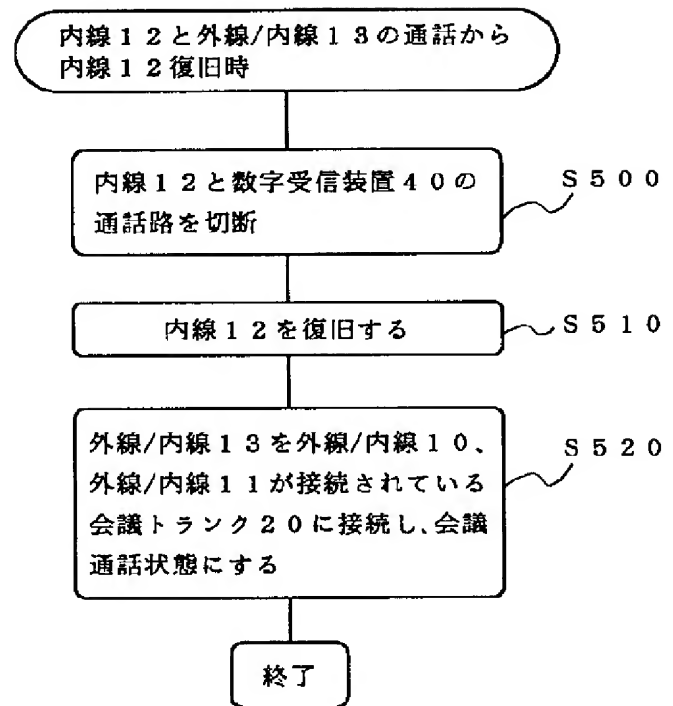 内線１２と外線/内線１３の通話から
内線１２復旧時
内線１２と数字受信装置４０の
通話路を切断
Ｓ５００
内線１２を復旧する
Ｓ５１０
外線/内線１３を外線/内線１０、
外線/内線１１が接続されている
会議トランク２０に接続し、会議
通話状態にする
Ｓ５２０
終了